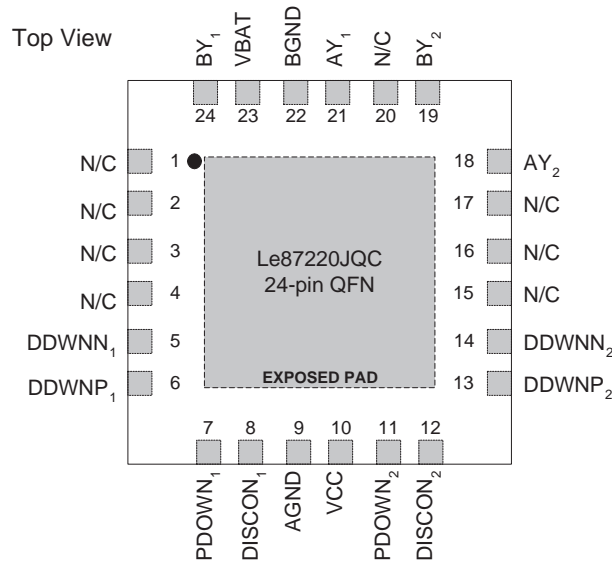 Top View
BY₁
VBAT
BGND
AY₁
N/C
BY₂
24 23 22 21 20 19
N/C 1
N/C 2
N/C 3
N/C 4
DDWNN₁ 5
DDWNP₁ 6
18 AY₂
17 N/C
16 N/C
15 N/C
14 DDWNN₂
13 DDWNP₂
Le87220JQC
24-pin QFN
EXPOSED PAD
7 8 9 10 11 12
PDOWN₁
DISCON₁
AGND
VCC
PDOWN₂
DISCON₂